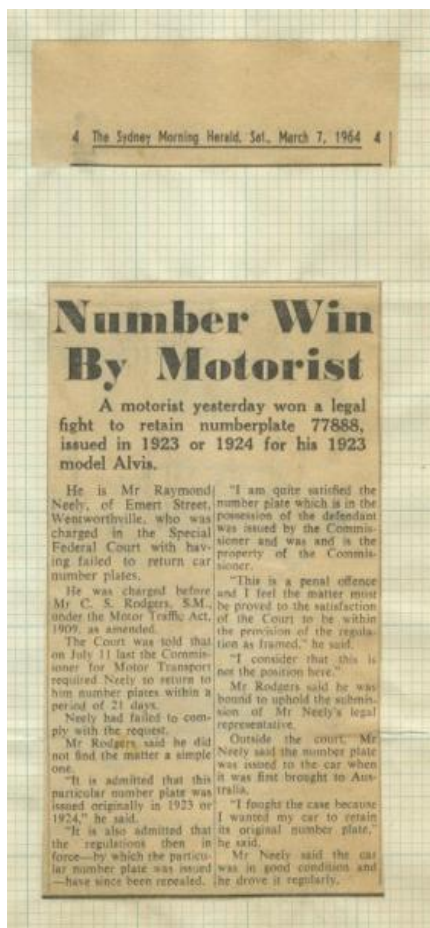 4 The Sydney Morning Herald, Sat., March 7, 1964 4
Number Win
By Motorist
A motorist yesterday won a legal
fight to retain numberplate 77888,
issued in 1923 or 1924 for his 1923
model Alvis.
He is Mr Raymond
Neely, of Emert Street,
Wentworthville, who was
charged in the Special
Federal Court with hav-
ing failed to return car
number plates.
He was charged before
Mr C. S. Rodgers, S.M.,
under the Motor Traffic Act,
1909, as amended.
The Court was told that
on July 11 last the Commis-
sioner for Motor Transport
required Neely to return to
him number plates within a
period of 21 days.
Neely had failed to com-
ply with the request.
Mr Rodgers said he did
not find the matter a simple
one.
"It is admitted that this
particular number plate was
issued originally in 1923 or
1924," he said.
"It is also admitted that
the regulations then in
force—by which the particu-
lar number plate was issued
—have since been repealed.
"I am quite satisfied the
number plate which is in the
possession of the defendant
was issued by the Commis-
sioner and was and is the
property of the Commis-
sioner.
"This is a penal offence
and I feel the matter must
be proved to the satisfaction
of the Court to be within
the provision of the regula-
tion as framed," he said.
"I consider that this is
not the position here."
Mr Rodgers said he was
bound to uphold the submis-
sion of Mr Neely's legal
representative.
Outside the court, Mr
Neely said the number plate
was issued to the car when
it was first brought to Aus-
tralia.
"I fought the case because
I wanted my car to retain
its original number plate,"
he said.
Mr Neely said the car
was in good condition and
he drove it regularly.